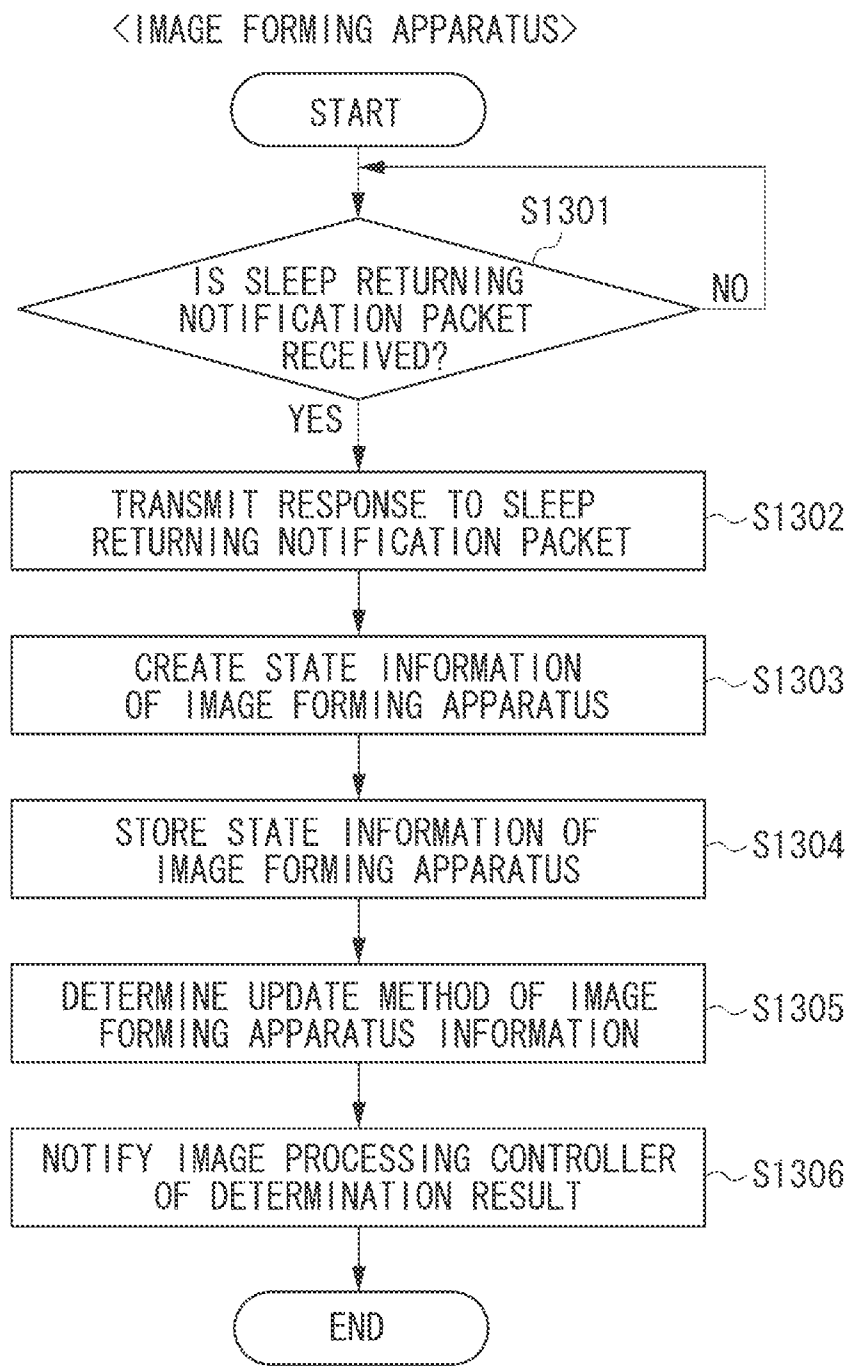 <IMAGE FORMING APPARATUS>
START
S1301
IS SLEEP RETURNING
NOTIFICATION PACKET
RECEIVED?
NO
YES
TRANSMIT RESPONSE TO SLEEP
RETURNING NOTIFICATION PACKET
S1302
CREATE STATE INFORMATION
OF IMAGE FORMING APPARATUS
S1303
STORE STATE INFORMATION OF
IMAGE FORMING APPARATUS
S1304
DETERMINE UPDATE METHOD OF IMAGE
FORMING APPARATUS INFORMATION
S1305
NOTIFY IMAGE PROCESSING CONTROLLER
OF DETERMINATION RESULT
S1306
END